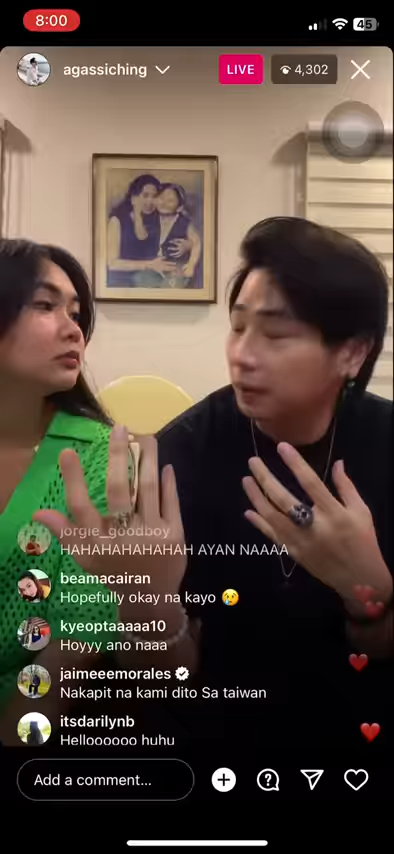 8:00
45
agassiching
LIVE
4,302
jorgie_goodboy
HAHAHAHAHAHAH AYAN NAAAA
beamacairan
Hopefully okay na kayo 😢
kyeoptaaaaa10
Hoyyy ano naaa
jaimeeemorales
Nakapit na kami dito Sa taiwan
itsdarilynb
Helloooooo huhu
Add a comment...